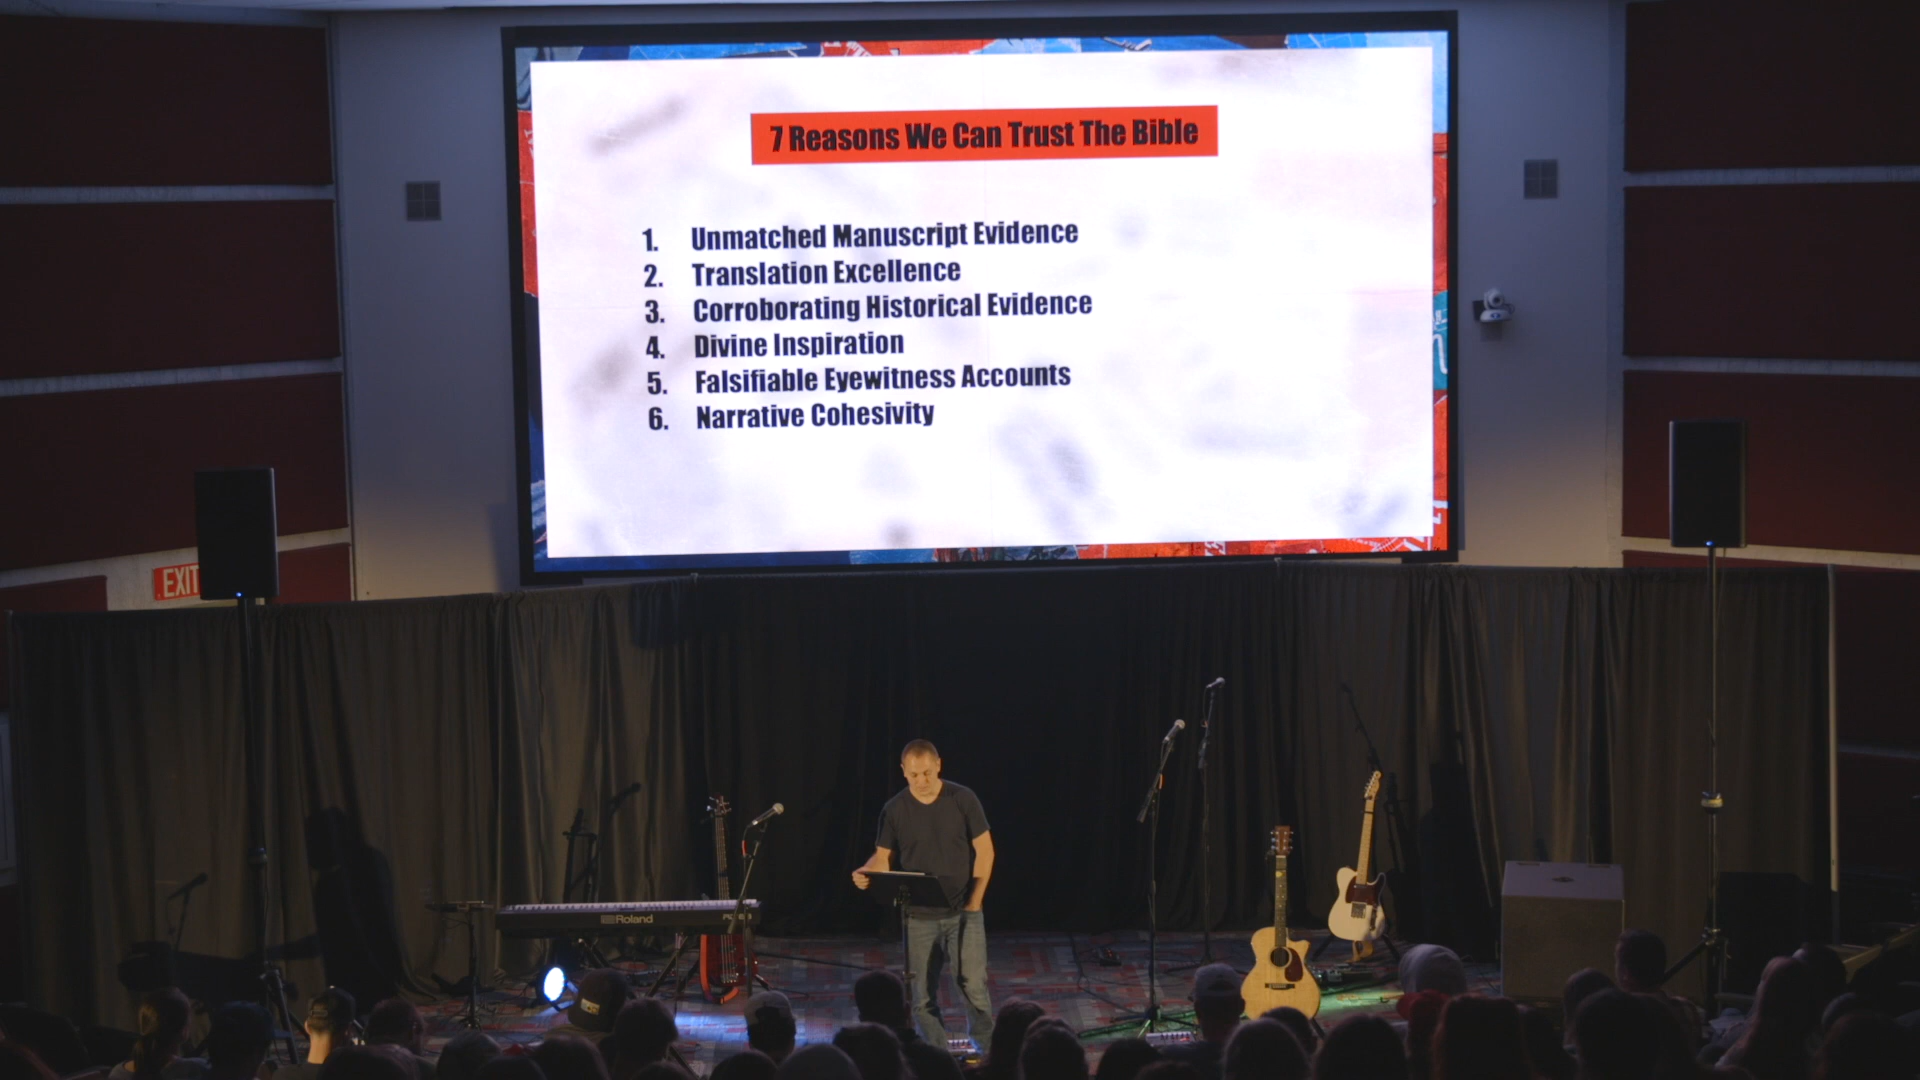 7 Reasons We Can Trust The Bible
1. Unmatched Manuscript Evidence
2. Translation Excellence
3. Corroborating Historical Evidence
4. Divine Inspiration
5. Falsifiable Eyewitness Accounts
6. Narrative Cohesivity
EXIT
Roland